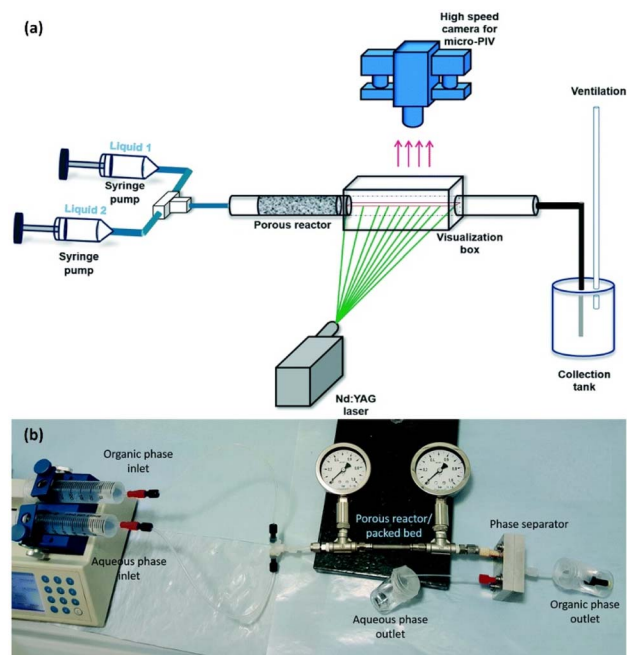 (a)
High speed
camera for
micro-PIV
Ventilation
Liquid 1
Syringe
pump
Liquid 2
Syringe
pump
Porous reactor
Visualization
box
Nd:YAG
laser
Collection
tank
(b)
Organic phase
inlet
Aqueous phase
inlet
Porous reactor/
packed bed
Phase separator
Aqueous phase
outlet
Organic phase
outlet